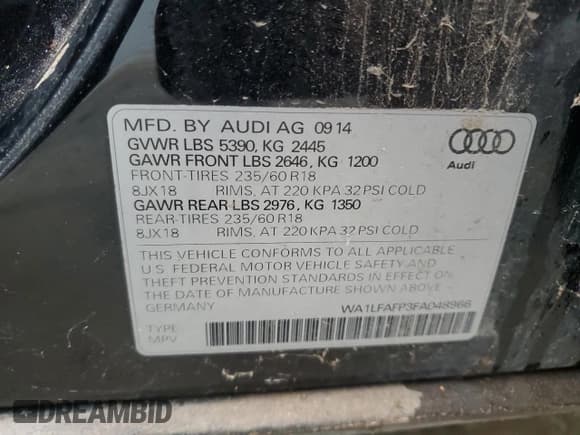 MFD. BY AUDI AG 09 14
GVWR LBS 5390, KG 2445
GAWR FRONT LBS 2646, KG 1200
FRONT-TIRES 235/60 R18
8JX18 RIMS, AT 220 KPA 32 PSI COLD
GAWR REAR LBS 2976, KG 1350
REAR-TIRES 235/60 R18
8JX18 RIMS, AT 220 KPA 32 PSI COLD
Audi
THIS VEHICLE CONFORMS TO ALL APPLICABLE
U.S. FEDERAL MOTOR VEHICLE SAFETY AND
THEFT PREVENTION STANDARDS IN EFFECT ON
THE DATE OF MANUFACTURE SHOWN ABOVE -
GERMANY
WA1LFAFP3FA048966
TYPE:
MPV
DREAMBID